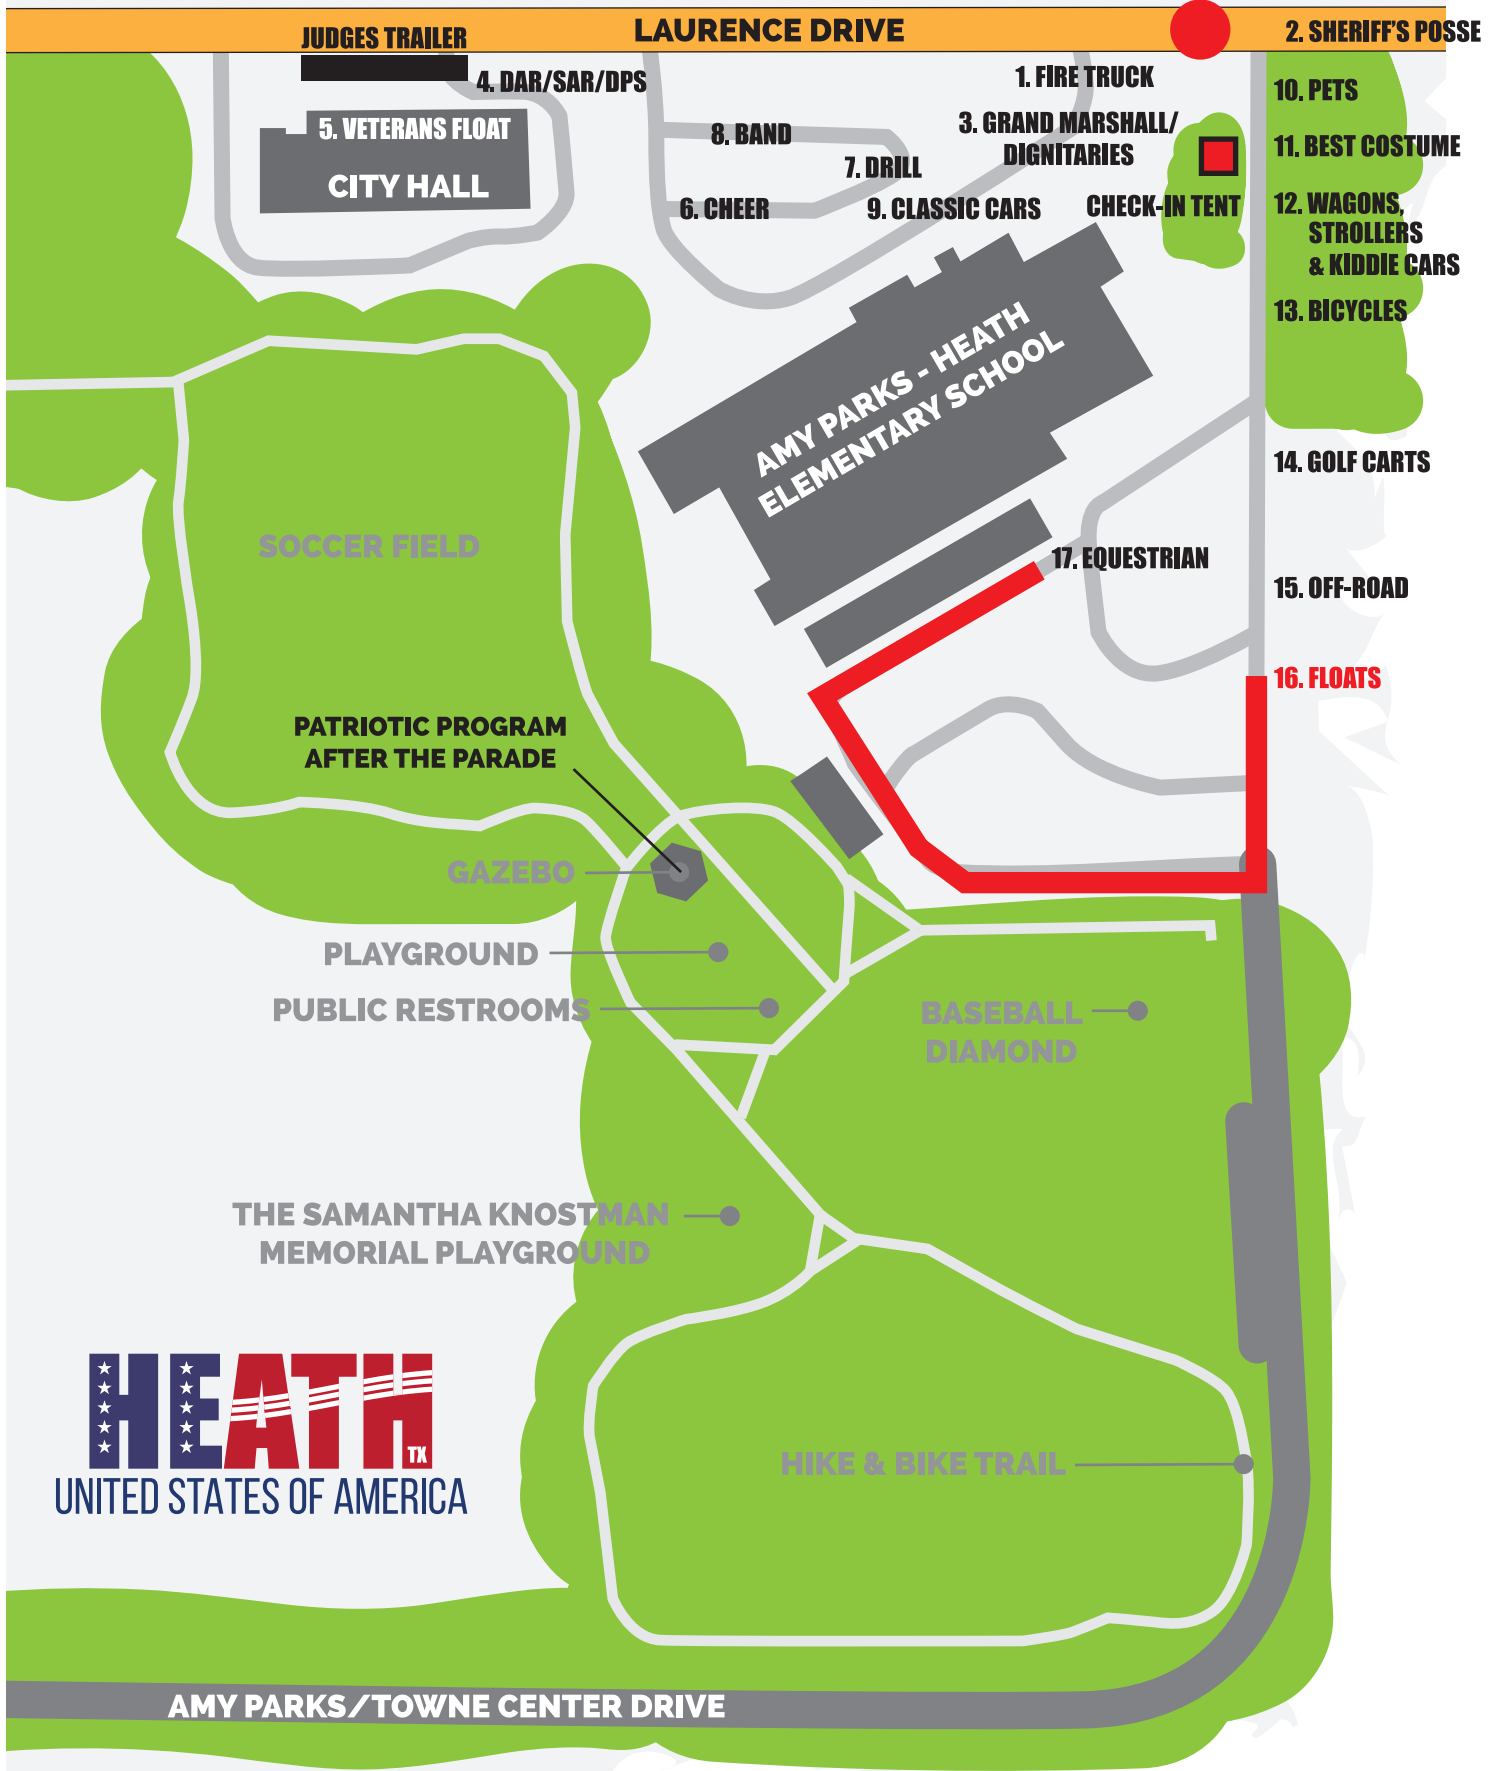 LAURENCE DRIVE
JUDGES TRAILER
2. SHERIFF'S POSSE
4. DAR/SAR/DPS
1. FIRE TRUCK
10. PETS
5. VETERANS FLOAT
CITY HALL
8. BAND
3. GRAND MARSHALL/
DIGNITARIES
7. DRILL
11. BEST COSTUME
6. CHEER
9. CLASSIC CARS
CHECK-IN TENT
12. WAGONS,
STROLLERS
& KIDDIE CARS
13. BICYCLES
AMY PARKS - HEATH
ELEMENTARY SCHOOL
14. GOLF CARTS
SOCCER FIELD
17. EQUESTRIAN
15. OFF-ROAD
16. FLOATS
PATRIOTIC PROGRAM
AFTER THE PARADE
GAZEBO
PLAYGROUND
PUBLIC RESTROOMS
BASEBALL
DIAMOND
THE SAMANTHA KNOSTMAN
MEMORIAL PLAYGROUND
HEATH
TX
UNITED STATES OF AMERICA
HIKE & BIKE TRAIL
AMY PARKS/TOWNE CENTER DRIVE